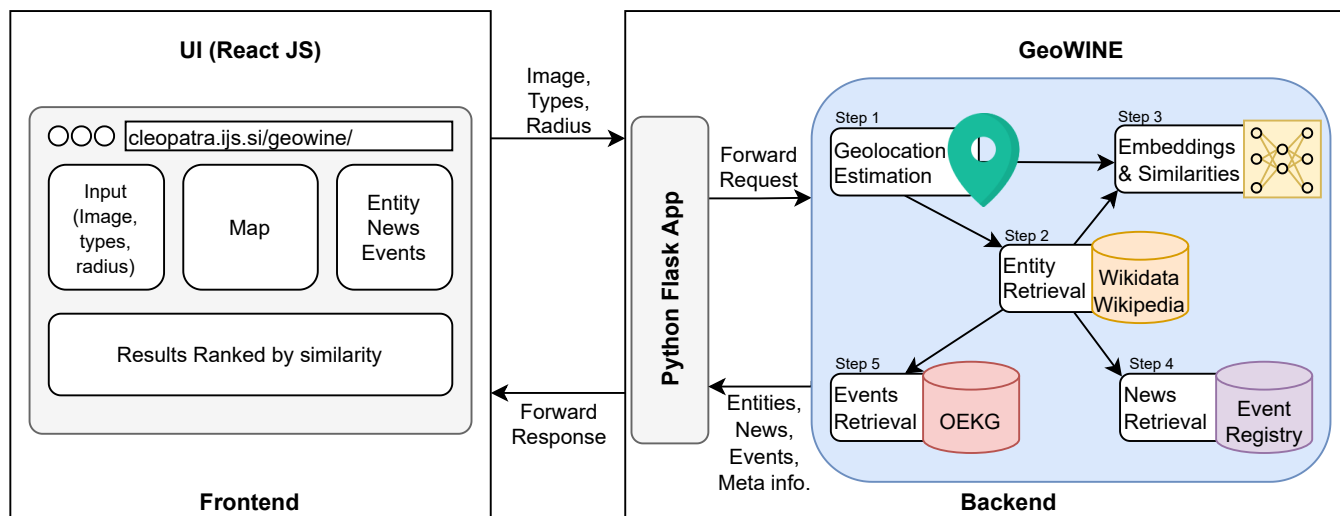 UI (React JS)
cleopatra.ijs.si/geowine/
Input
(Image,
types,
radius)
Map
Entity
News
Events
Results Ranked by similarity
Frontend
Image,
Types,
Radius
Forward
Response
Python Flask App
Forward
Request
Entities,
News,
Events,
Meta info.
GeoWINE
Step 1
Geolocation
Estimation
Step 3
Embeddings
& Similarities
Step 2
Entity
Retrieval
Wikidata
Wikipedia
Step 5
Events
Retrieval
OEKG
Step 4
News
Retrieval
Event
Registry
Backend